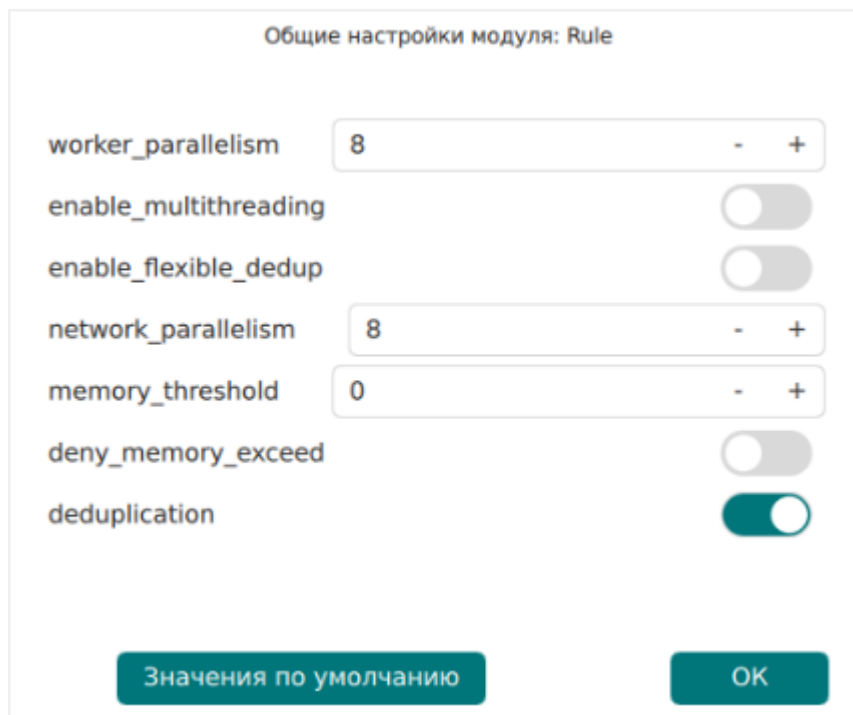 Общие настройки модуля: Rule
worker_parallelism 8 - +
enable_multithreading
enable_flexible_dedup
network_parallelism 8 - +
memory_threshold 0 - +
deny_memory_exceed
deduplication
Значения по умолчанию OK